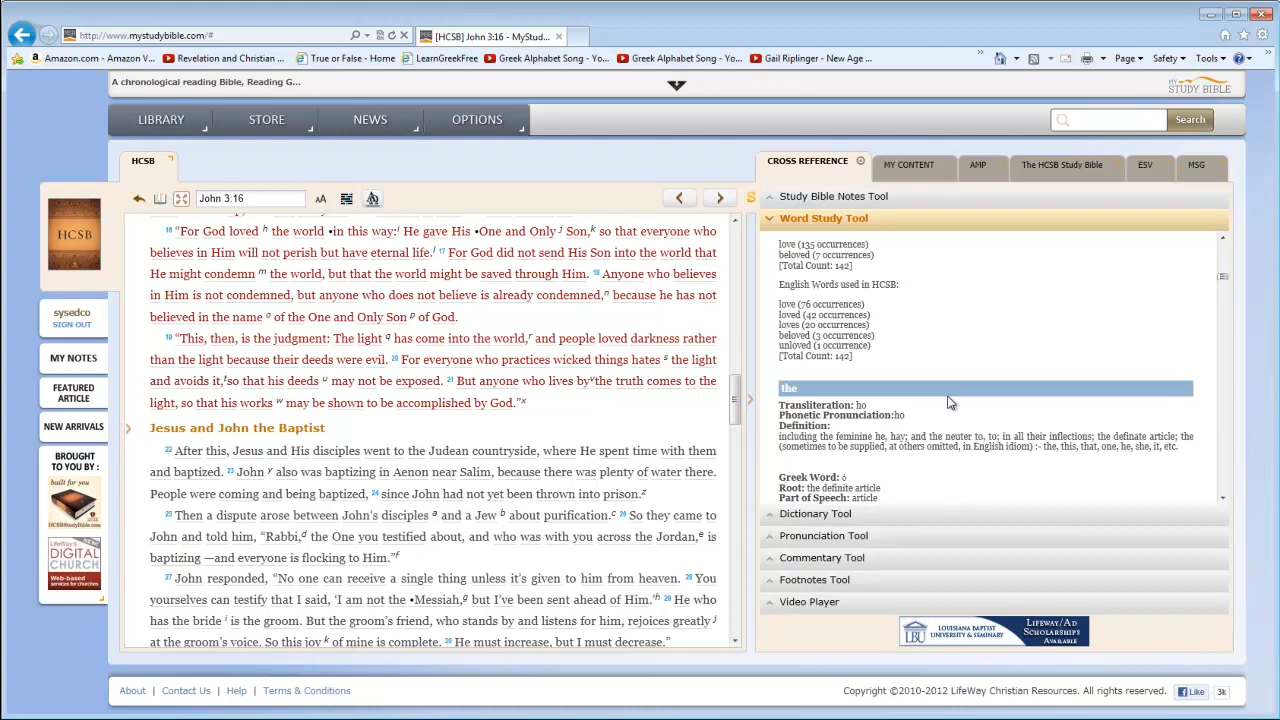 http://www.mystudybible.com/#
[HCSB] John 3:16 - MyStud...
Amazon.com - Amazon...
Revelation and Christian ...
True or False - Home
LearnGreekFree
Greek Alphabet Song - Yo...
Greek Alphabet Song - Yo...
Gail Riplinger - New Age ...
Page
Safety
Tools
A chronological reading Bible, Reading G...
MY
STUDY BIBLE
LIBRARY
STORE
NEWS
OPTIONS
Search
HCSB
John 3:16
AA
16 "For God loved h the world •in this way:i He gave His •One and Only j Son,k so that everyone who
believes in Him will not perish but have eternal life.l 17 For God did not send His Son into the world that
He might condemn m the world, but that the world might be saved through Him. 18 Anyone who believes
in Him is not condemned, but anyone who does not believe is already condemned,n because he has not
believed in the name o of the One and Only Son p of God.
19 "This, then, is the judgment: The light q has come into the world,r and people loved darkness rather
than the light because their deeds were evil. 20 For everyone who practices wicked things hates s the light
and avoids it,tso that his deeds u may not be exposed. 21 But anyone who lives byvthe truth comes to the
light, so that his works w may be shown to be accomplished by God."x
Jesus and John the Baptist
22 After this, Jesus and His disciples went to the Judean countryside, where He spent time with them
and baptized. 23 John y also was baptizing in Aenon near Salim, because there was plenty of water there.
People were coming and being baptized, 24 since John had not yet been thrown into prison.z
25 Then a dispute arose between John's disciples a and a Jew b about purification.c 26 So they came to
John and told him, "Rabbi,d the One you testified about, and who was with you across the Jordan,e is
baptizing —and everyone is flocking to Him."f
27 John responded, "No one can receive a single thing unless it's given to him from heaven. 28 You
yourselves can testify that I said, 'I am not the •Messiah,g but I've been sent ahead of Him.'h 29 He who
has the bride i is the groom. But the groom's friend, who stands by and listens for him, rejoices greatly j
at the groom's voice. So this joy k of mine is complete. 30 He must increase, but I must decrease."l
HCSB
sysedco
SIGN OUT
MY NOTES
FEATURED
ARTICLE
NEW ARRIVALS
BROUGHT
TO YOU BY :
built for you
HCSBStudyBible.com
LifeWay's
DIGITAL
CHURCH
Web-based
services for churches
CROSS REFERENCE
MY CONTENT
AMP
The HCSB Study Bible
ESV
MSG
Study Bible Notes Tool
Word Study Tool
love (135 occurrences)
beloved (7 occurrences)
[Total Count: 142]
English Words used in HCSB:
love (76 occurrences)
loved (42 occurrences)
loves (20 occurrences)
beloved (3 occurrences)
unloved (1 occurrence)
[Total Count: 142]
the
Transliteration: ho
Phonetic Pronunciation:ho
Definition:
including the feminine he, hay; and the neuter to, to; in all their inflections; the definate article; the
(sometimes to be supplied, at others omitted, in English idiom) :- the, this, that, one, he, she, it, etc.
Greek Word: ὁ
Root: the definite article
Part of Speech: article
Dictionary Tool
Pronunciation Tool
Commentary Tool
Footnotes Tool
Video Player
LBU
LOUISIANA BAPTIST
UNIVERSITY & SEMINARY
LIFEWAY/AD
SCHOLARSHIPS
AVAILABLE
About | Contact Us | Help | Terms & Conditions
Copyright ©2010-2012 LifeWay Christian Resources. All rights reserved.
Like
3k